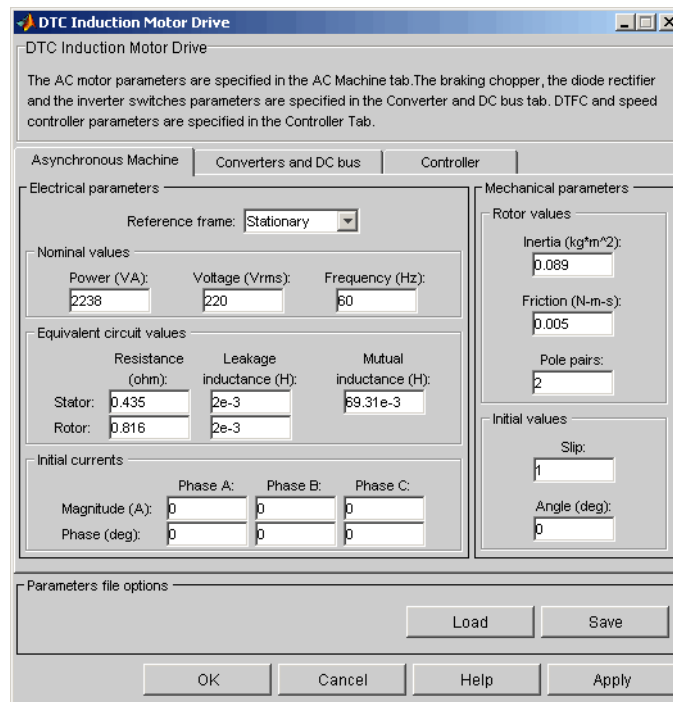 DTC Induction Motor Drive
DTC Induction Motor Drive
The AC motor parameters are specified in the AC Machine tab.The braking chopper, the diode rectifier
and the inverter switches parameters are specified in the Converter and DC bus tab. DTFC and speed
controller parameters are specified in the Controller Tab.
Asynchronous Machine Converters and DC bus Controller
Electrical parameters
Reference frame: Stationary
Nominal values
Power (VA): Voltage (Vrms): Frequency (Hz):
2238 220 60
Equivalent circuit values
Resistance (ohm): Leakage inductance (H): Mutual inductance (H):
Stator: 0.435 2e-3 69.31e-3
Rotor: 0.816 2e-3
Initial currents
Phase A: Phase B: Phase C:
Magnitude (A): 0 0 0
Phase (deg): 0 0 0
Mechanical parameters
Rotor values
Inertia (kg*m^2):
0.089
Friction (N-m-s):
0.005
Pole pairs:
2
Initial values
Slip:
1
Angle (deg):
0
Parameters file options
Load Save
OK Cancel Help Apply